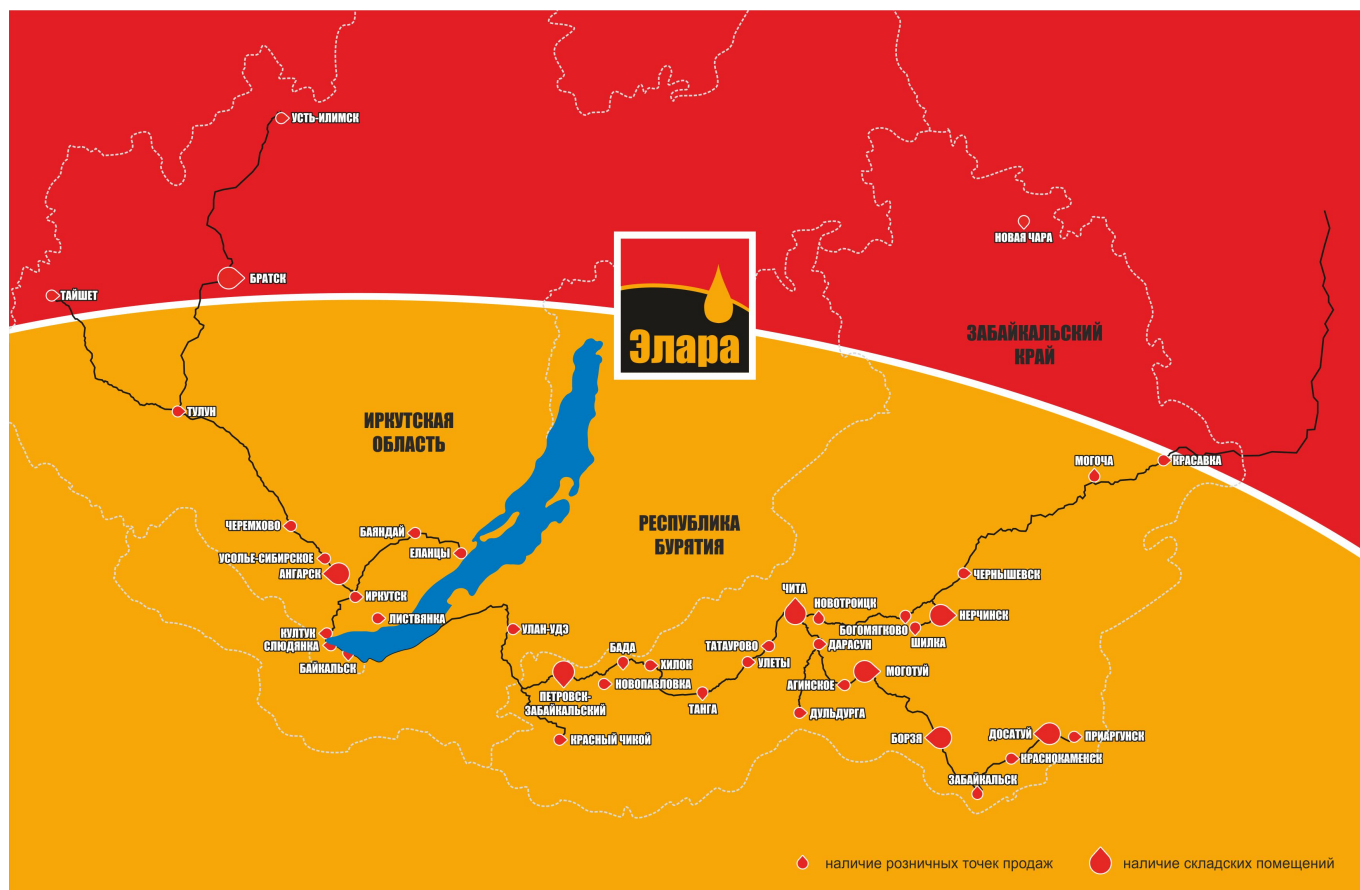 УСТЬ-ИЛИМСК
НОВАЯ ЧАРА
БРАТСК
ТАЙШЕТ
Элара
ЗАБАЙКАЛЬСКИЙ
КРАЙ
ТУЛУН
ИРКУТСКАЯ
ОБЛАСТЬ
МОГОЧА
КРАСАВКА
РЕСПУБЛИКА
БУРЯТИЯ
ЧЕРЕМХОВО
БАЯНДАЙ
ЕЛАНЦЫ
УСОЛЬЕ-СИБИРСКОЕ
АНГАРСК
ЧЕРНЫШЕВСК
ИРКУТСК
ЧИТА
НОВОТРОИЦК
НЕРЧИНСК
ЛИСТВЯНКА
БОГОМЯГКОВО
ШИЛКА
УЛАН-УДЭ
КУЛТУК
СЛЮДЯНКА
БАЙКАЛЬСК
ТАТАУРОВО
ДАРАСУН
БАДА
ХИЛОК
УЛЕТЫ
МОГОТУЙ
НОВОПАВЛОВКА
АГИНСКОЕ
ПЕТРОВСК-
ЗАБАЙКАЛЬСКИЙ
ТАНГА
ДУЛЬДУРГА
КРАСНЫЙ ЧИКОЙ
БОРЗЯ
ДОСАТУЙ
ПРИАРГУНСК
КРАСНОКАМЕНСК
ЗАБАЙКАЛЬСК
наличие розничных точек продаж
наличие складских помещений